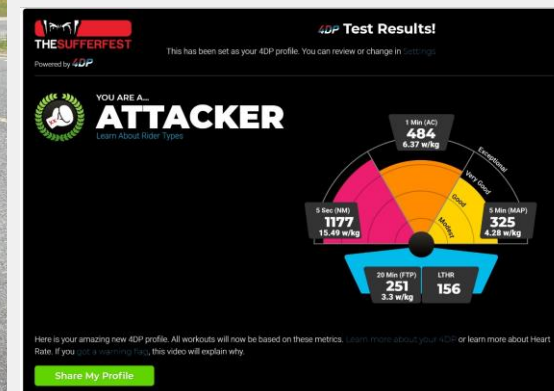 THESUFFERFEST
Powered by 4DP
4DP Test Results!
This has been set as your 4DP profile. You can review or change in Settings
YOU ARE A...
ATTACKER
Learn About Rider Types
1 Min (AC)
484
6.37 w/kg
Exceptional
Very Good
Good
Modest
5 Sec (NM)
1177
15.49 w/kg
5 Min (MAP)
325
4.28 w/kg
20 Min (FTP)
251
3.3 w/kg
LTHR
156
Here is your amazing new 4DP profile. All workouts will now be based on these metrics. Learn more about your 4DP or learn more about Heart
Rate. If you got a warning flag, this video will explain why.
Share My Profile